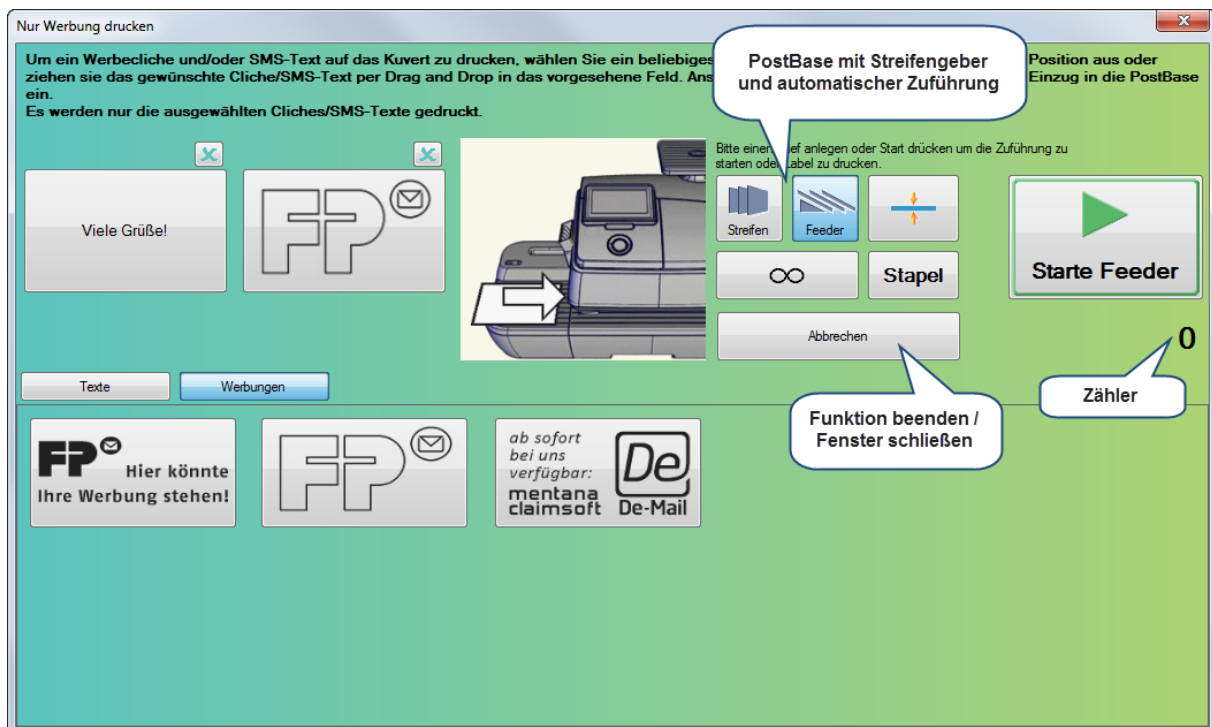 Nur Werbung drucken
Um ein Werbecliche und/oder SMS-Text auf das Kuvert zu drucken, wählen Sie ein beliebiges
Position aus oder
ziehen sie das gewünschte Cliche/SMS-Text per Drag and Drop in das vorgesehene Feld.
Einzug in die PostBase
ein.
Es werden nur die ausgewählten Cliches/SMS-Texte gedruckt.
PostBase mit Streifengeber
und automatischer Zuführung
Bitte einen anlegen oder Start drücken um die Zuführung zu
starten oder Label zu drucken.
Viele Grüße!
FP
Streifen
Feeder
∞
Stapel
Starte Feeder
Abbrechen
0
Zähler
Funktion beenden /
Fenster schließen
Texte
Werbungen
FP
Hier könnte
Ihre Werbung stehen!
FP
ab sofort
bei uns
verfügbar:
mentana
claimsoft
De
De-Mail